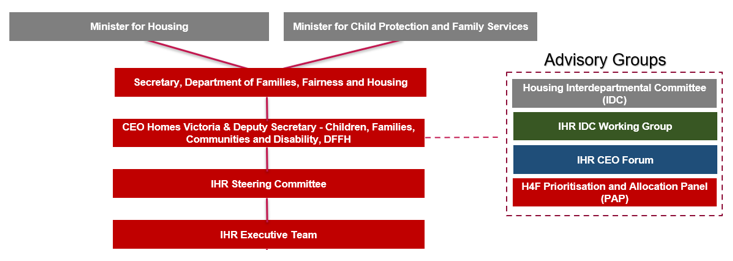 Minister for Housing
Minister for Child Protection and Family Services
Secretary, Department of Families, Fairness and Housing
CEO Homes Victoria & Deputy Secretary - Children, Families,
Communities and Disability, DFFH
IHR Steering Committee
IHR Executive Team
Advisory Groups
Housing Interdepartmental Committee
(IDC)
IHR IDC Working Group
IHR CEO Forum
H4F Prioritisation and Allocation Panel
(PAP)